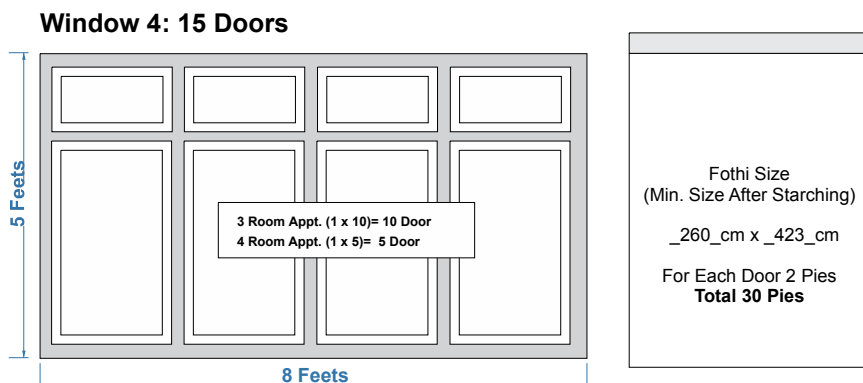 Window 4: 15 Doors
5 Feets
3 Room Appt. (1 x 10)= 10 Door
4 Room Appt. (1 x 5)=  5 Door
8 Feets
Fothi Size
(Min. Size After Starching)
_260_cm x _423_cm
For Each Door 2 Pies
Total 30 Pies